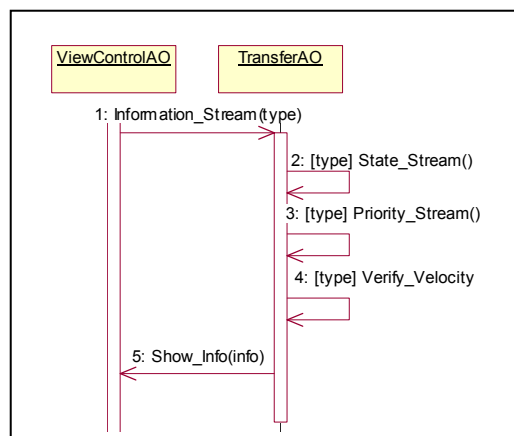 ViewControlAO
TransferAO
1: Information_Stream(type)
2: [type] State_Stream()
3: [type] Priority_Stream()
4: [type] Verify_Velocity
5: Show_Info(info)